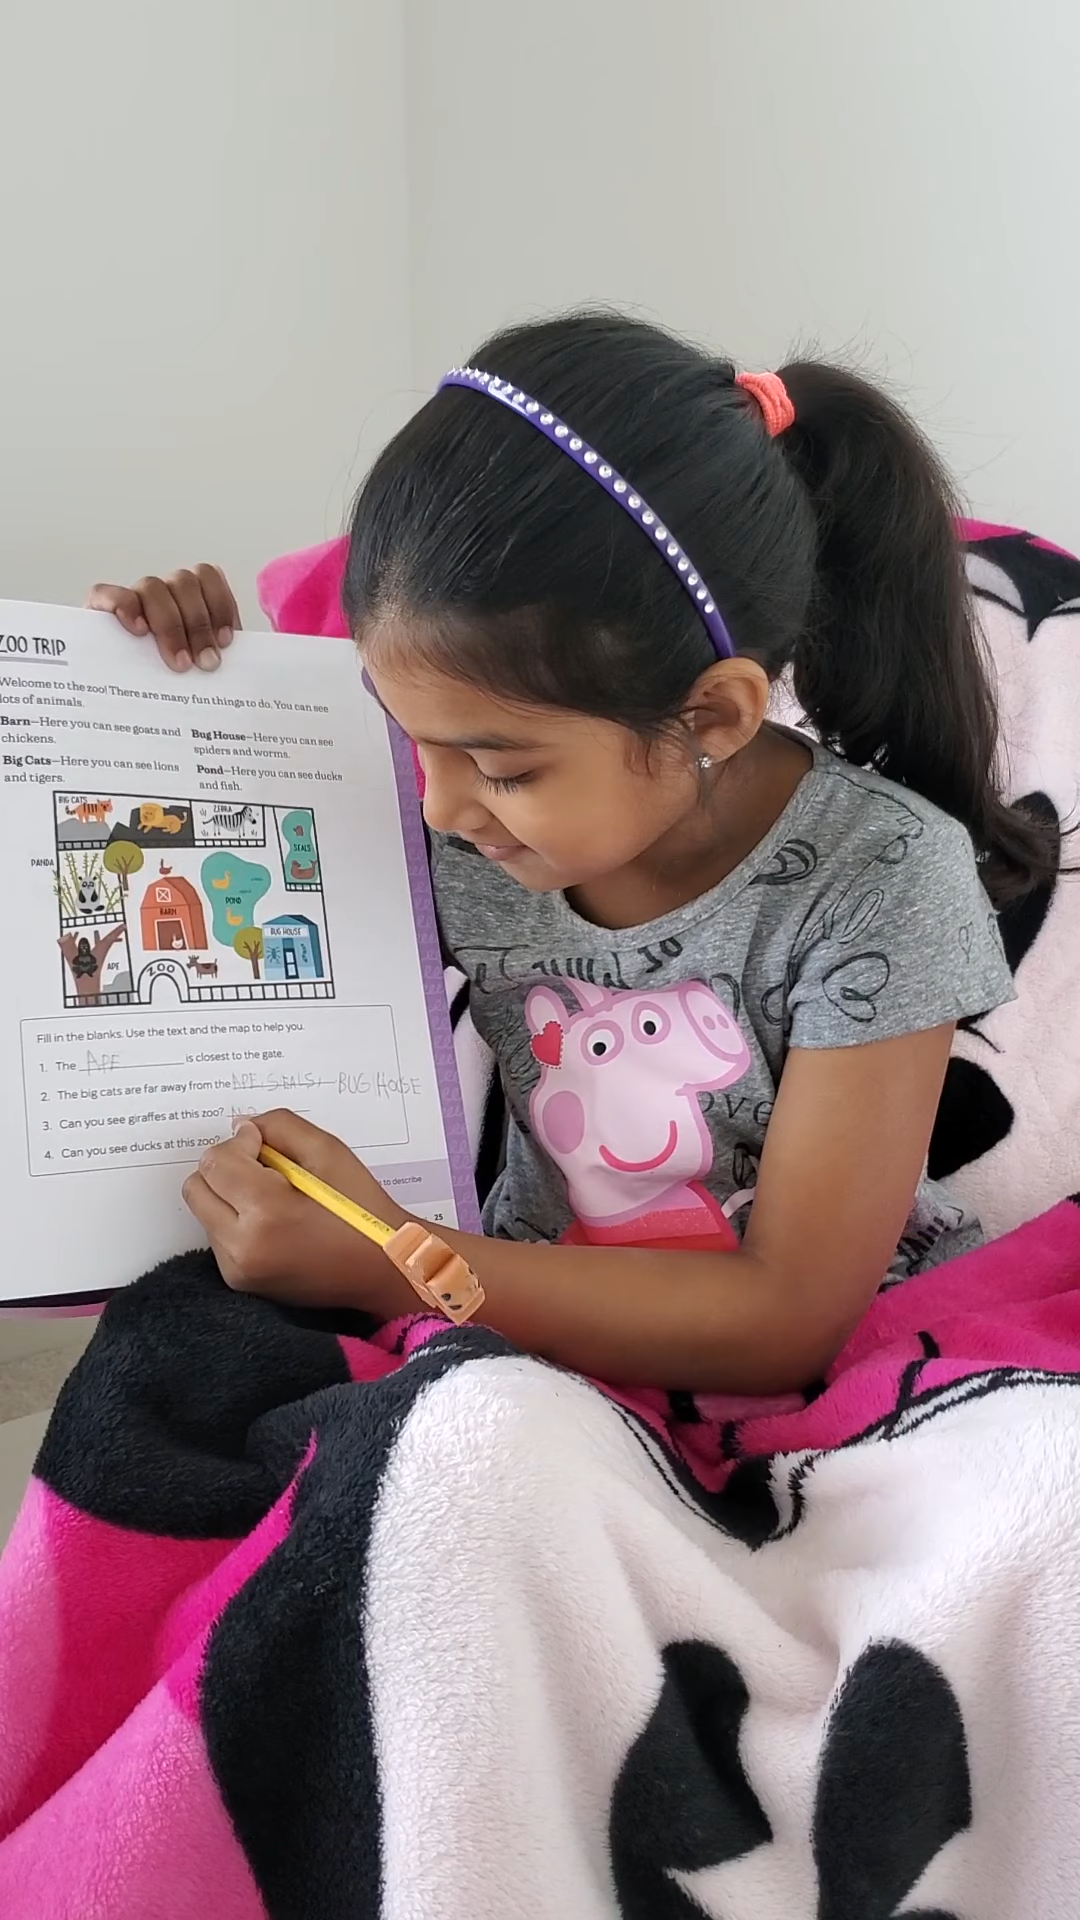 ZOO TRIP
Welcome to the zoo! There are many fun things to do. You can see
lots of animals.
Barn—Here you can see goats and
chickens.
Big Cats—Here you can see lions
and tigers.
Bug House—Here you can see
spiders and worms.
Pond—Here you can see ducks
and fish.
BIG CATS
ZEBRA
SEALS
PANDA
POND
BARN
BUG HOUSE
APE
ZOO
Fill in the blanks. Use the text and the map to help you.
1. The APE is closest to the gate.
2. The big cats are far away from the APE, SEALS, BUG HOUSE
3. Can you see giraffes at this zoo? NO
4. Can you see ducks at this zoo?
to describe
25